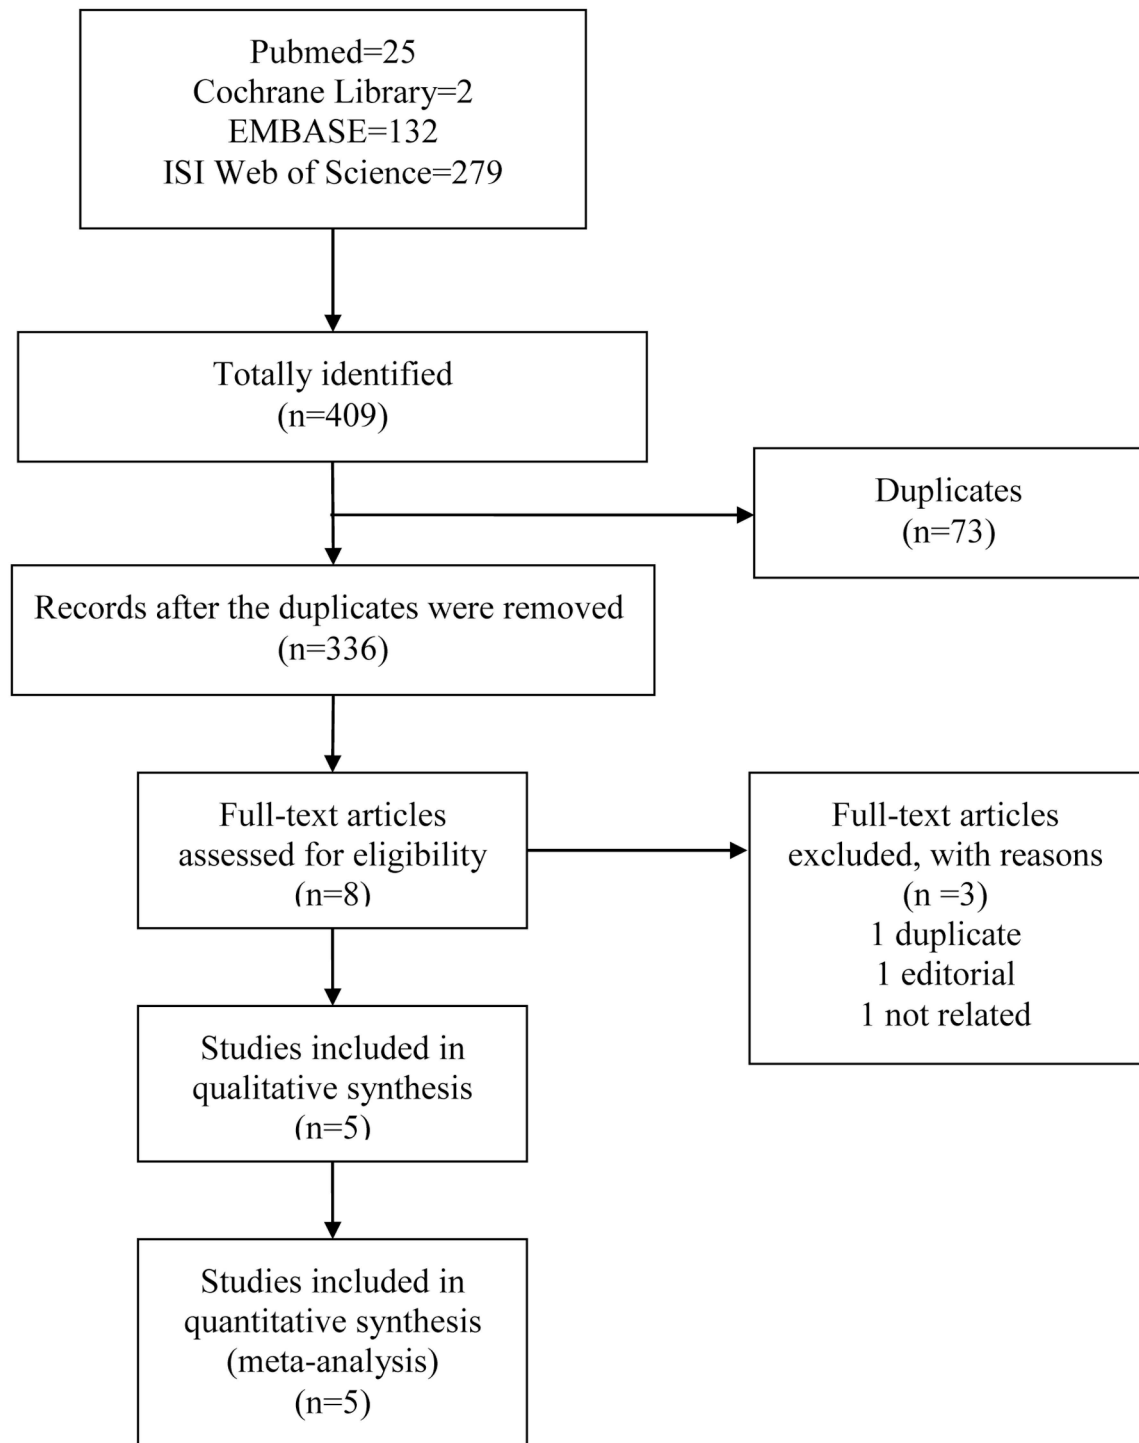 Pubmed=25
Cochrane Library=2
EMBASE=132
ISI Web of Science=279
Totally identified
(n=409)
Duplicates
(n=73)
Records after the duplicates were removed
(n=336)
Full-text articles
assessed for eligibility
(n=8)
Full-text articles
excluded, with reasons
(n =3)
1 duplicate
1 editorial
1 not related
Studies included in
qualitative synthesis
(n=5)
Studies included in
quantitative synthesis
(meta-analysis)
(n=5)